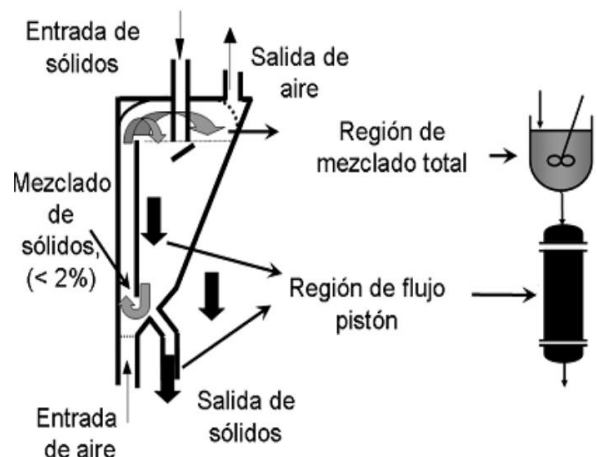 Entrada de
sólidos
Salida de
aire
Región de
mezclado total
Mezclado
de
sólidos,
(< 2%)
Región de flujo
pistón
Entrada
de aire
Salida de
sólidos